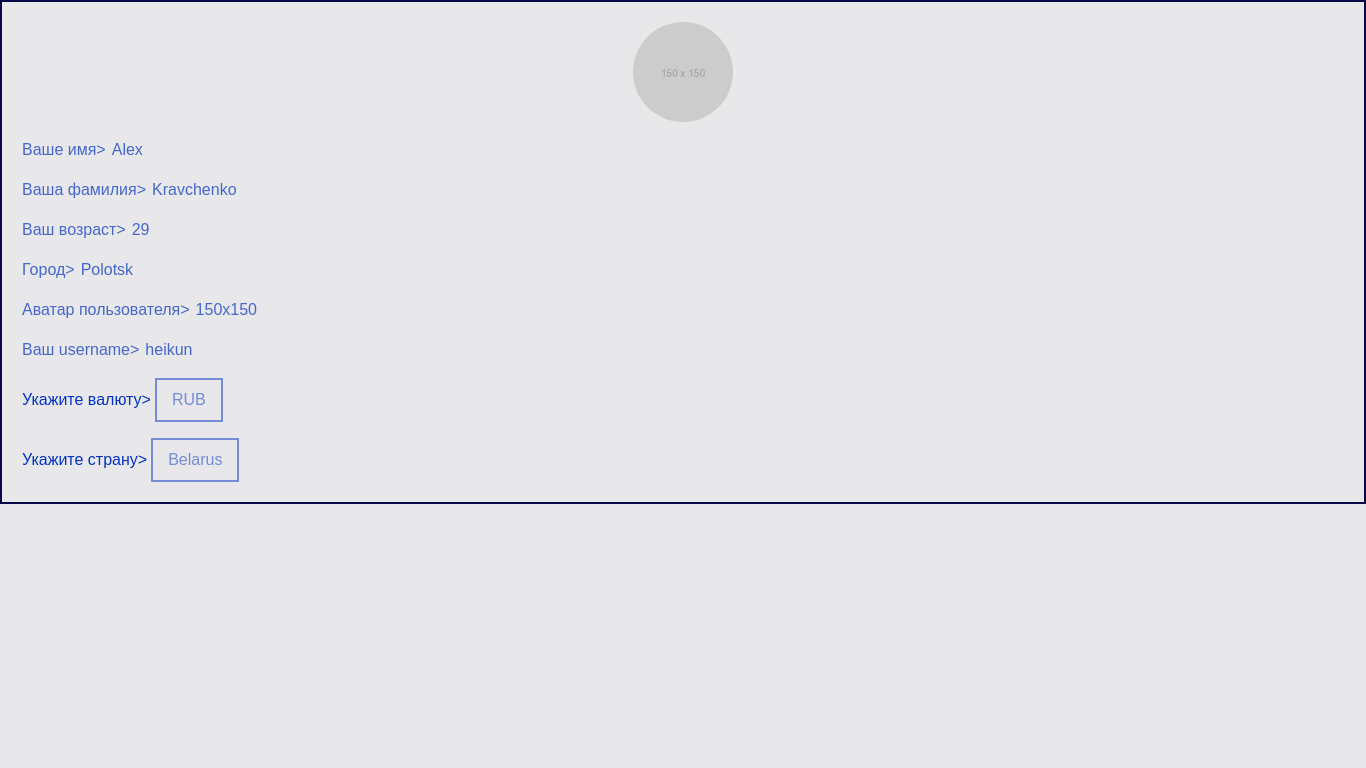 150 x 150
Ваше имя> Alex
Ваша фамилия> Kravchenko
Ваш возраст> 29
Город> Polotsk
Аватар пользователя> 150x150
Ваш username> heikun
Укажите валюту> RUB
Укажите страну> Belarus